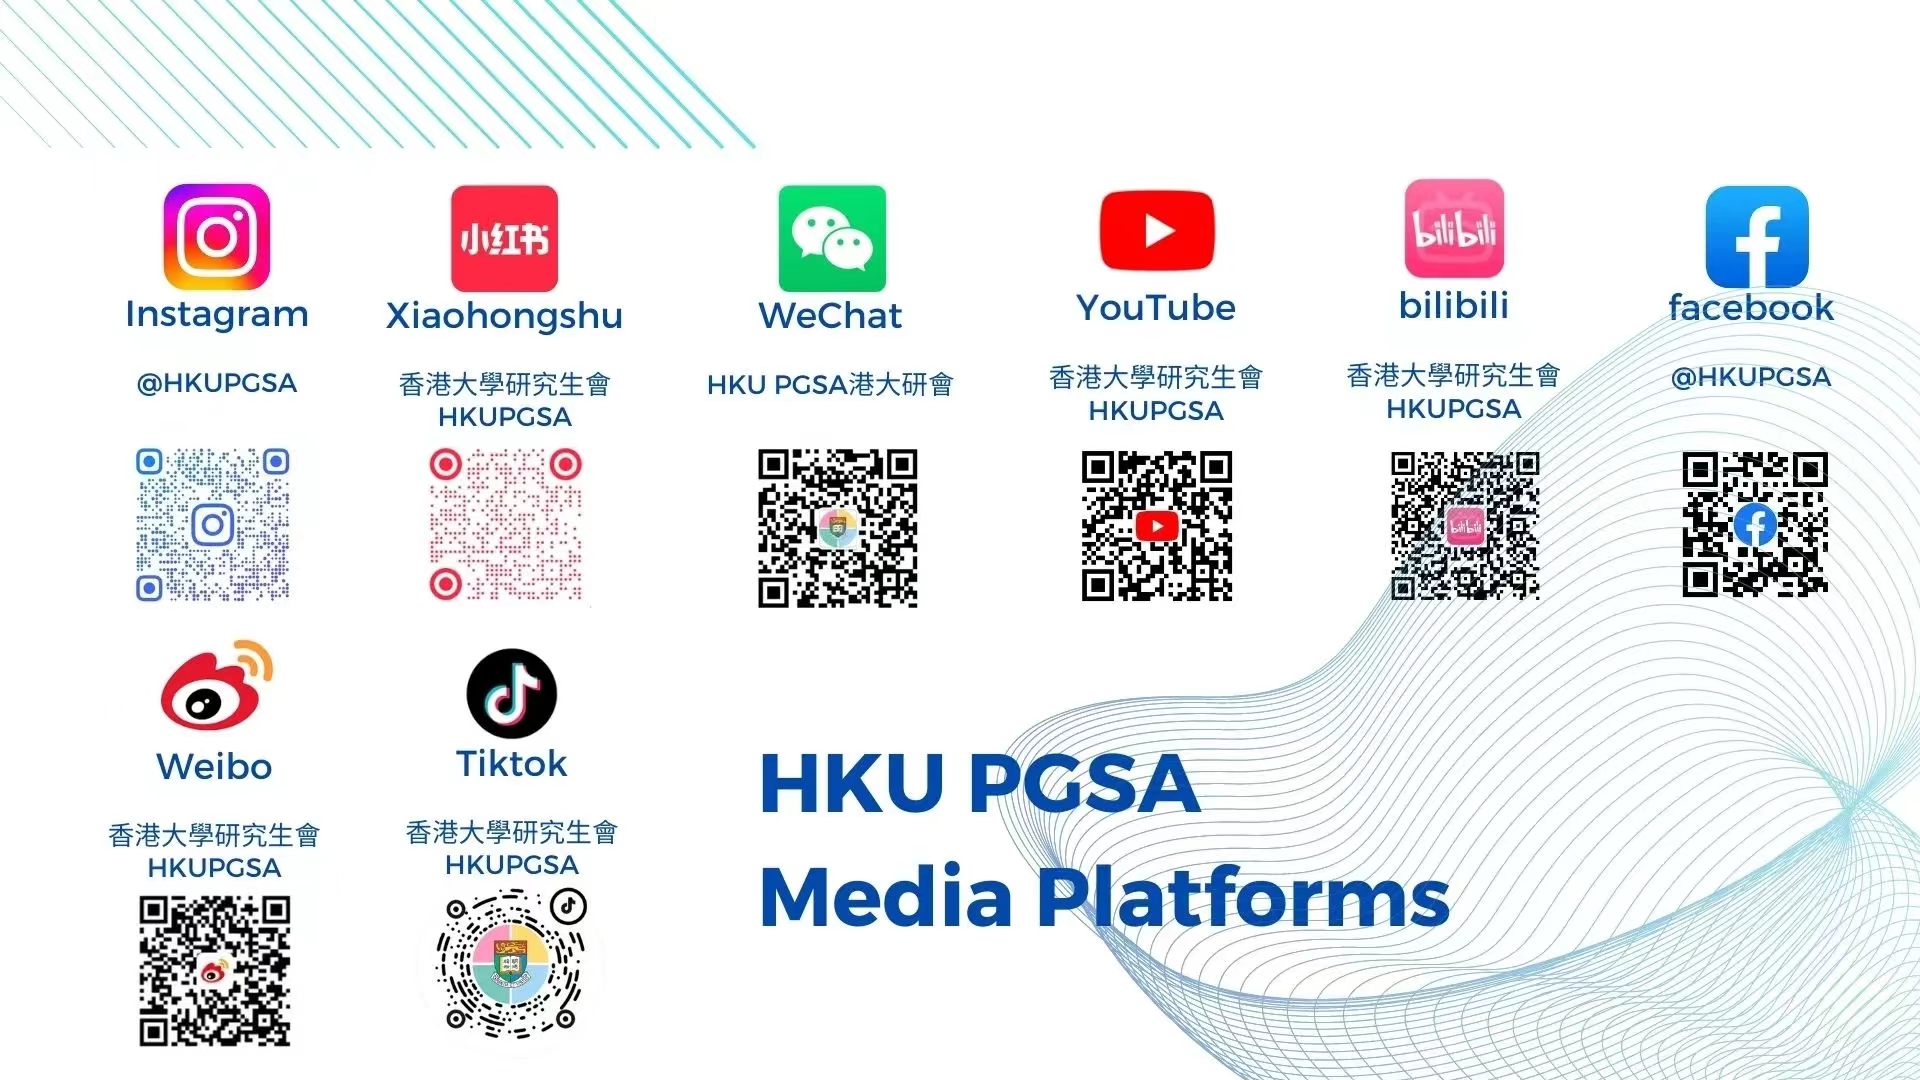 小红书
bilibili
Instagram
Xiaohongshu
WeChat
YouTube
bilibili
facebook
@HKUPGSA
香港大學研究生會
HKUPGSA
HKU PGSA港大研會
香港大學研究生會
HKUPGSA
香港大學研究生會
HKUPGSA
@HKUPGSA
bilibili
Weibo
Tiktok
香港大學研究生會
HKUPGSA
香港大學研究生會
HKUPGSA
HKU PGSA
Media Platforms